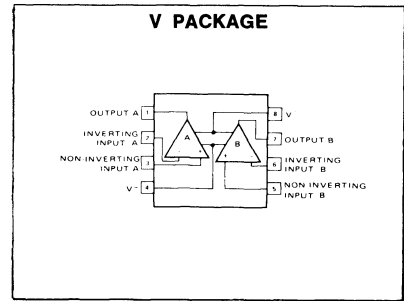 V PACKAGE
OUTPUT A 1
INVERTING
INPUT A 2
NON INVERTING
INPUT A 3
V- 4
8 V
7 OUTPUT B
6 INVERTING
INPUT B
5 NON INVERTING
INPUT B
A
B
- +
+ -